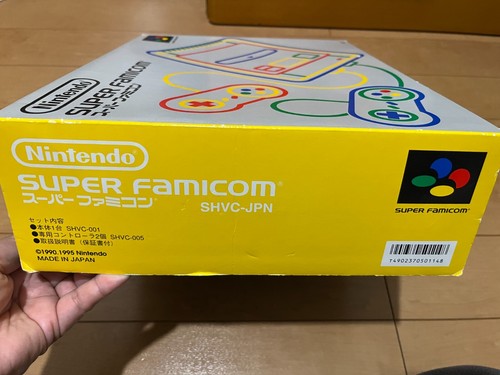 Nintendo
SUPER FAMICOM
スーパーファミコン
Nintendo
SUPER FAMICOM
スーパーファミコン
SHVC-JPN
セット内容
●本体1台 SHVC-001
●専用コントローラ2個 SHVC-005
●取扱説明書(保証書付)
©1990,1995 Nintendo
MADE IN JAPAN
SUPER FAMICOM
T4902370501148